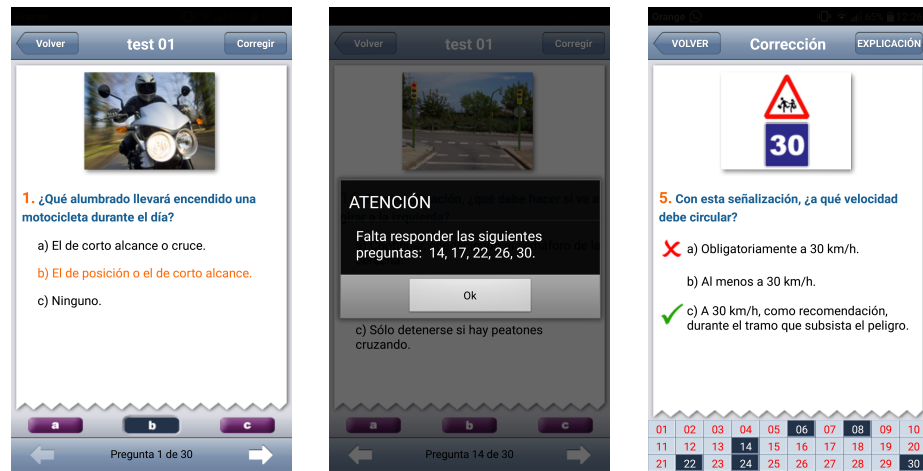 Volver
test 01
Corregir
1. ¿Qué alumbrado llevará encendido una
motocicleta durante el día?
a) El de corto alcance o cruce.
b) El de posición o el de corto alcance.
c) Ninguno.
a
b
c
Pregunta 1 de 30
Volver
test 01
Corregir
ATENCIÓN
Falta responder las siguientes
preguntas: 14, 17, 22, 26, 30.
Ok
c) Sólo detenerse si hay peatones
cruzando.
a
b
c
Pregunta 14 de 30
Orange
65%
VOLVER
Corrección
EXPLICACIÓN
30
5. Con esta señalización, ¿a qué velocidad
debe circular?
a) Obligatoriamente a 30 km/h.
b) Al menos a 30 km/h.
c) A 30 km/h, como recomendación,
durante el tramo que subsista el peligro.
01 02 03 04 05 06 07 08 09 10
11 12 13 14 15 16 17 18 19 20
21 22 23 24 25 26 27 28 29 30